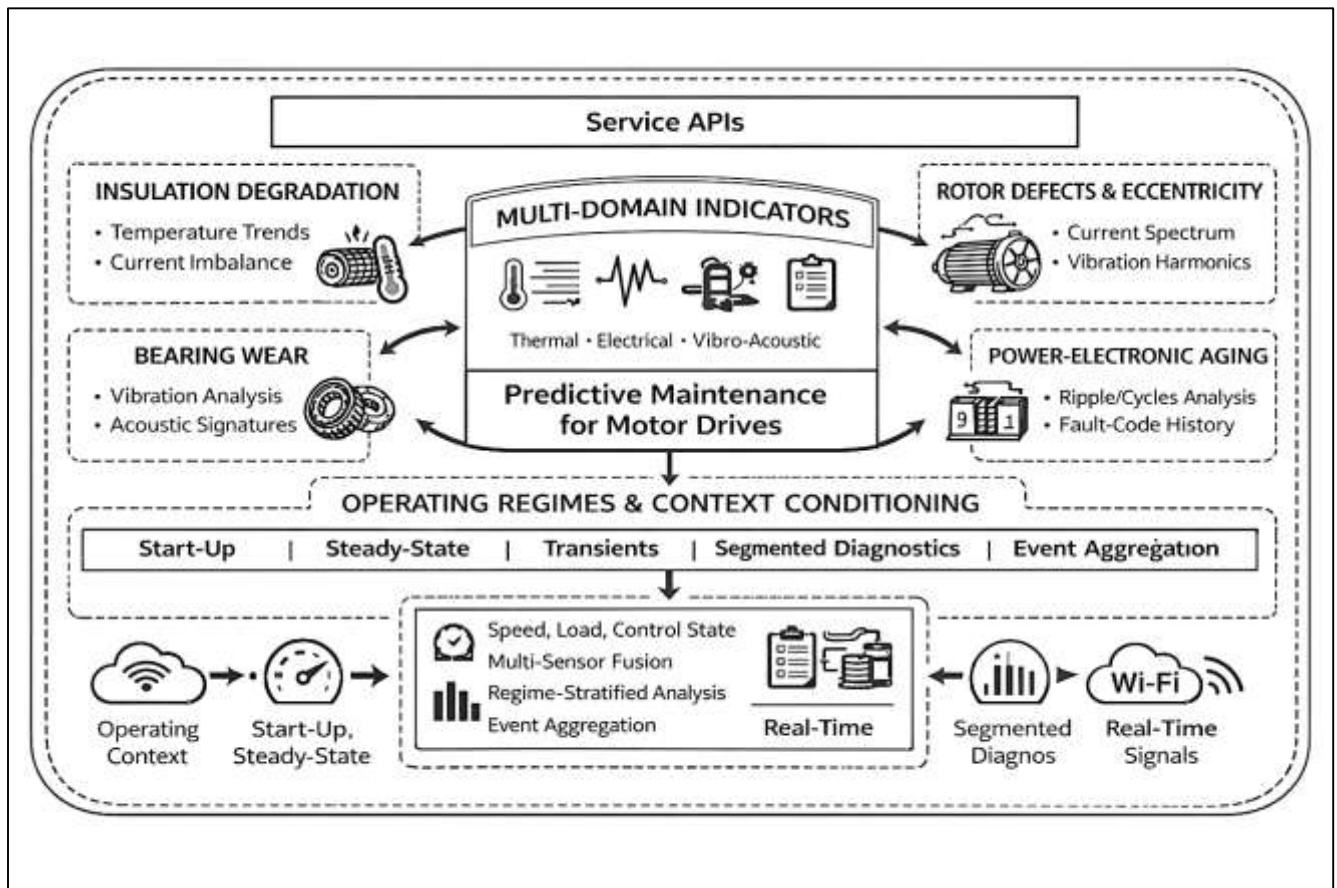 Service APIs
INSULATION DEGRADATION
• Temperature Trends
• Current Imbalance
MULTI-DOMAIN INDICATORS
Thermal • Electrical • Vibro-Acoustic
Predictive Maintenance
for Motor Drives
ROTOR DEFECTS & ECCENTRICITY
• Current Spectrum
• Vibration Harmonics
BEARING WEAR
• Vibration Analysis
• Acoustic Signatures
POWER-ELECTRONIC AGING
9 1
• Ripple/Cycles Analysis
• Fault-Code History
OPERATING REGIMES & CONTEXT CONDITIONING
Start-Up | Steady-State | Transients | Segmented Diagnostics | Event Aggregation
Speed, Load, Control State
Multi-Sensor Fusion
Regime-Stratified Analysis
Event Aggregation
Real-Time
Operating
Context
Start-Up,
Steady-State
Segmented
Diagnos
Wi-Fi
Real-Time
Signals